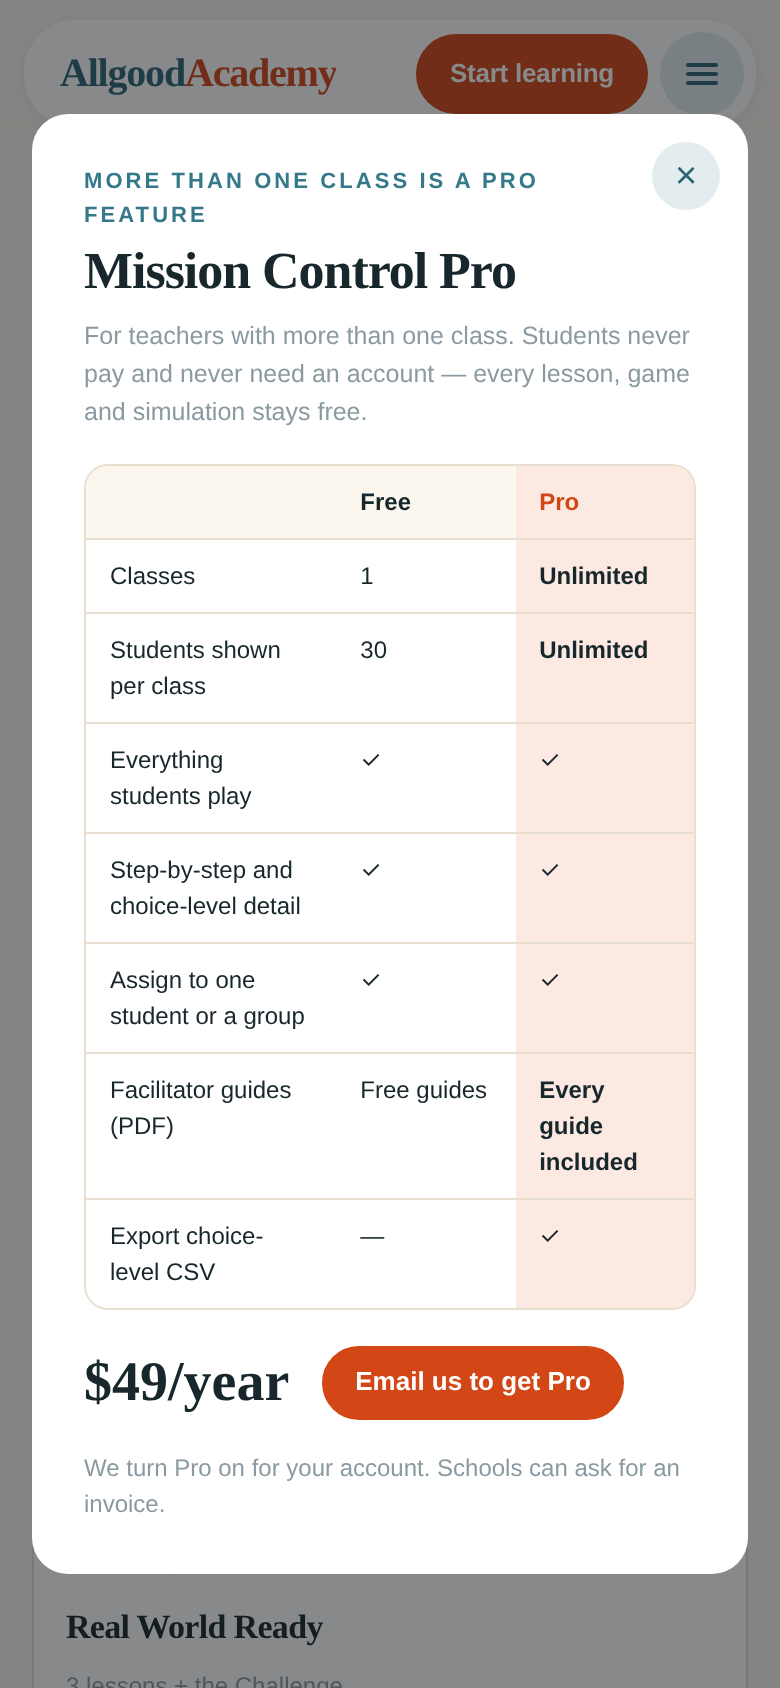 AllgoodAcademy
Start learning
MORE THAN ONE CLASS IS A PRO
FEATURE
✕
Mission Control Pro
For teachers with more than one class. Students never
pay and never need an account — every lesson, game
and simulation stays free.
Free Pro
Classes 1 Unlimited
Students shown 30 Unlimited
per class
Everything ✓ ✓
students play
Step-by-step and ✓ ✓
choice-level detail
Assign to one ✓ ✓
student or a group
Facilitator guides Free guides Every
(PDF) guide
included
Export choice- — ✓
level CSV
$49/year
Email us to get Pro
We turn Pro on for your account. Schools can ask for an
invoice.
Real World Ready
3 lessons + the Challenge